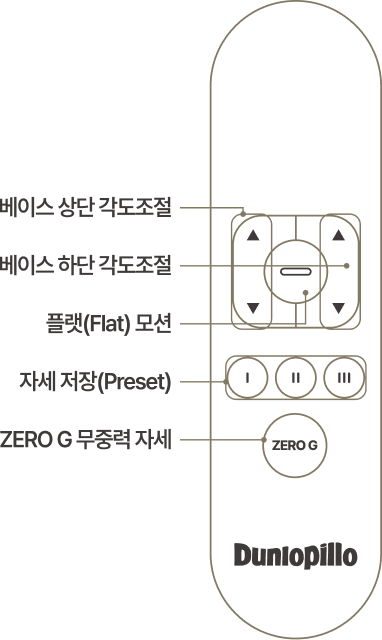 베이스 상단 각도조절
베이스 하단 각도조절
플랫(Flat) 모션
자세 저장(Preset)
I II III
ZERO G 무중력 자세
ZERO G
Dunlopillo